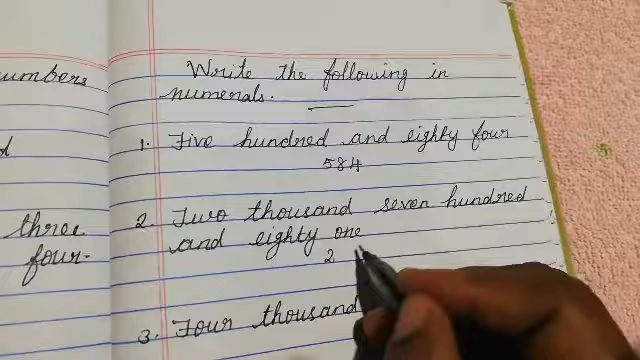 umbers
three
four.
Write the following in
numerals.
1. Five hundred and eighty four
584
2. Two thousand seven hundred
and eighty one
2
3. Four thousand